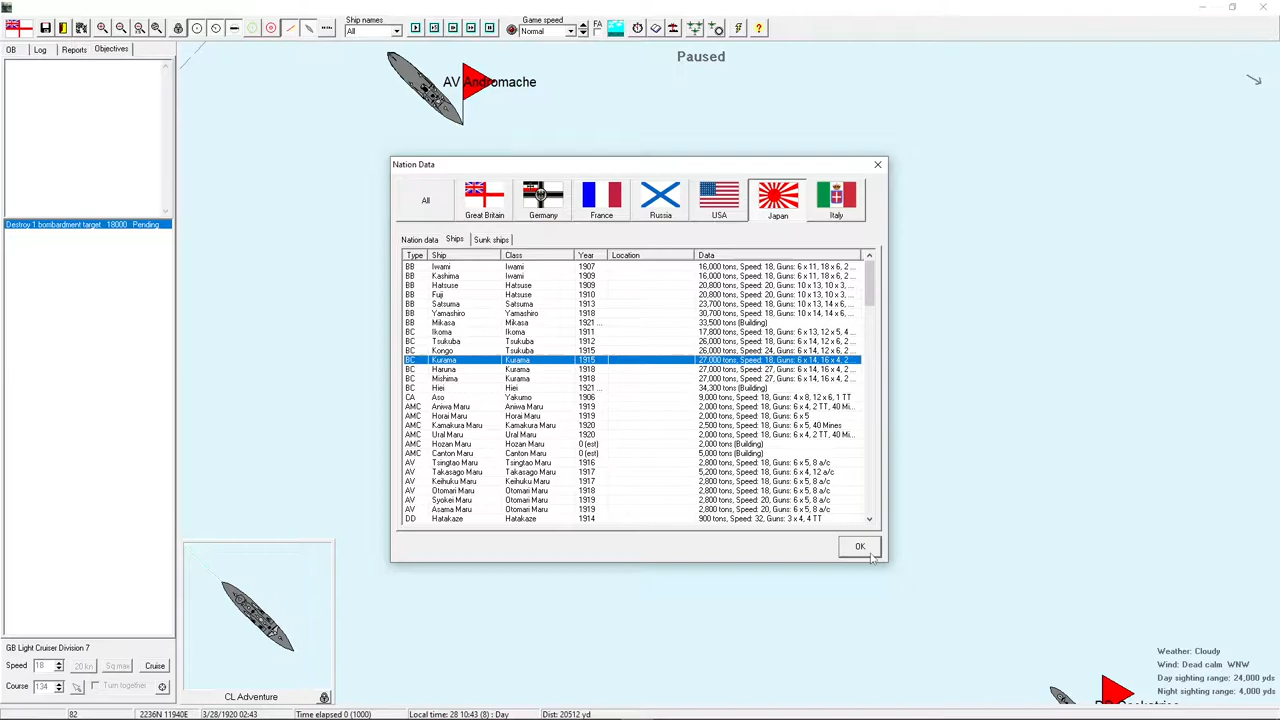 Ship names
All
Game speed
Normal
FA
OB Log Reports Objectives
Paused
AV Andromache
Destroy 1 bombardment target 18000 Pending
Nation Data
All Great Britain Germany France Russia USA Japan Italy
Nation data Ships Sunk ships
Type Ship Class Year Location Data
BB Iwami Iwami 1907 16,000 tons, Speed: 18, Guns: 6 x 11, 18 x 6, 2 ...
BB Kashima Iwami 1909 16,000 tons, Speed: 18, Guns: 6 x 11, 18 x 6, 2 ...
BB Hatsuse Hatsuse 1909 20,800 tons, Speed: 20, Guns: 10 x 13, 10 x 3, ...
BB Fuji Hatsuse 1910 20,800 tons, Speed: 20, Guns: 10 x 13, 10 x 3, ...
BB Satsuma Satsuma 1913 23,700 tons, Speed: 18, Guns: 10 x 13, 14 x 6, ...
BB Yamashiro Yamashiro 1918 30,700 tons, Speed: 18, Guns: 10 x 14, 14 x 6, ...
BB Mikasa Mikasa 1921 ... 33,500 tons (Building)
BC Ikoma Ikoma 1911 17,800 tons, Speed: 18, Guns: 6 x 13, 12 x 5, 4 ...
BC Tsukuba Tsukuba 1912 26,000 tons, Speed: 18, Guns: 6 x 14, 12 x 6, 2 ...
BC Kongo Tsukuba 1915 26,000 tons, Speed: 24, Guns: 6 x 14, 12 x 6, 2 ...
BC Kurama Kurama 1915 27,000 tons, Speed: 18, Guns: 6 x 14, 16 x 4, 2 ...
BC Haruna Kurama 1918 27,000 tons, Speed: 27, Guns: 6 x 14, 16 x 4, 2 ...
BC Mishima Kurama 1918 27,000 tons, Speed: 27, Guns: 6 x 14, 16 x 4, 2 ...
BC Hiei Hiei 1921 ... 34,300 tons (Building)
CA Aso Yakumo 1906 9,000 tons, Speed: 18, Guns: 4 x 8, 12 x 6, 1 TT
AMC Aniwa Maru Aniwa Maru 1919 2,000 tons, Speed: 18, Guns: 6 x 4, 2 TT, 40 Mi...
AMC Horai Maru Horai Maru 1919 2,000 tons, Speed: 18, Guns: 6 x 5
AMC Kamakura Maru Kamakura Maru 1920 2,500 tons, Speed: 18, Guns: 6 x 5, 40 Mines
AMC Ural Maru Ural Maru 1920 2,000 tons, Speed: 18, Guns: 6 x 4, 2 TT, 40 Mi...
AMC Hozan Maru Hozan Maru 0 (est) 2,000 tons (Building)
AMC Canton Maru Canton Maru 0 (est) 5,000 tons (Building)
AV Tsingtao Maru Tsingtao Maru 1916 2,800 tons, Speed: 18, Guns: 6 x 5, 8 a/c
AV Takasago Maru Takasago Maru 1917 5,200 tons, Speed: 18, Guns: 6 x 4, 12 a/c
AV Keihuku Maru Keihuku Maru 1917 2,800 tons, Speed: 18, Guns: 6 x 5, 8 a/c
AV Otomari Maru Otomari Maru 1918 2,800 tons, Speed: 18, Guns: 6 x 5, 8 a/c
AV Syokei Maru Otomari Maru 1919 2,800 tons, Speed: 20, Guns: 6 x 5, 8 a/c
AV Asama Maru Otomari Maru 1919 2,800 tons, Speed: 20, Guns: 6 x 5, 8 a/c
DD Hatakaze Hatakaze 1914 900 tons, Speed: 32, Guns: 3 x 4, 4 TT
OK
GB Light Cruiser Division 7
Speed 18 20 kn Sq max Cruise
Course 134 Turn together
CL Adventure
Weather: Cloudy
Wind: Dead calm WNW
Day sighting range: 24,000 yds
Night sighting range: 4,000 yds
82 2236N 11940E 3/28/1920 02:43 Time elapsed 0 (1000) Local time: 28 10:43 (8) : Day Dist: 20512 yd